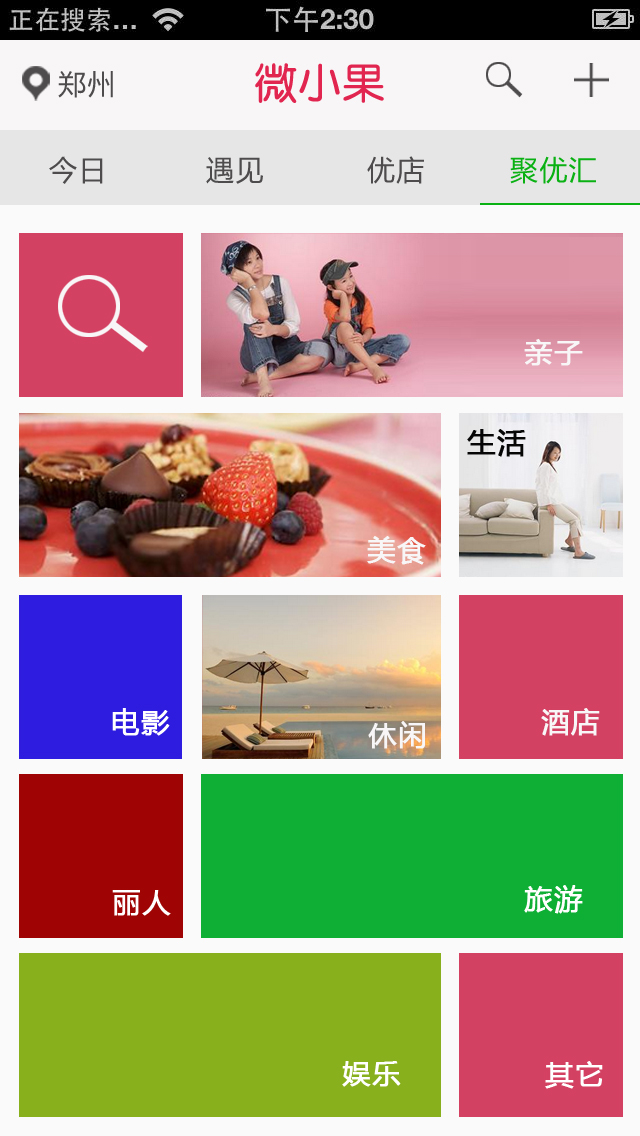 正在搜索... 下午2:30
郑州 微小果
今日 遇见 优店 聚优汇
亲子
美食 生活
电影 休闲 酒店
丽人 旅游
娱乐 其它